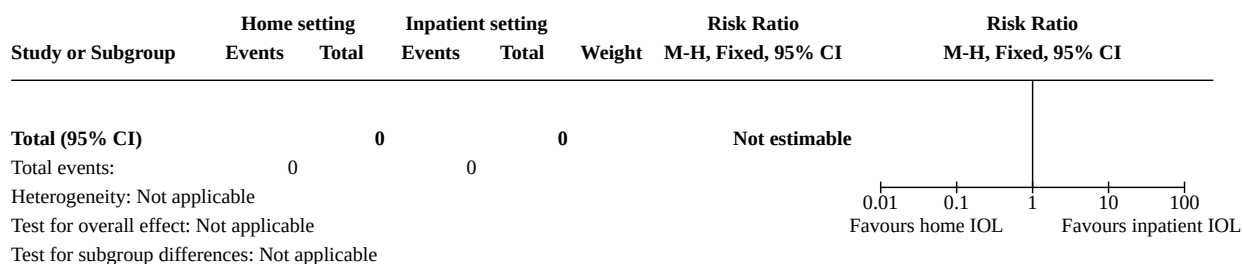 Home setting Inpatient setting Risk Ratio Risk Ratio
Study or Subgroup Events Total Events Total Weight M-H, Fixed, 95% CI M-H, Fixed, 95% CI
Total (95% CI) 0 0 Not estimable
Total events: 0 0
Heterogeneity: Not applicable
0.01 0.1 1 10 100
Test for overall effect: Not applicable Favours home IOL Favours inpatient IOL
Test for subgroup differences: Not applicable